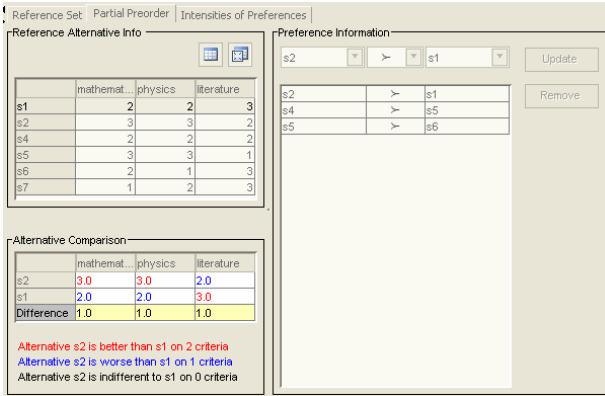 Reference Set Partial Preorder Intensities of Preferences
Reference Alternative Info
mathemat... physics literature
s1 2 2 3
s2 3 3 2
s4 2 2 2
s5 3 3 1
s6 2 1 3
s7 1 2 3
Alternative Comparison
mathemat... physics literature
s2 3.0 3.0 2.0
s1 2.0 2.0 3.0
Difference 1.0 1.0 1.0
Alternative s2 is better than s1 on 2 criteria
Alternative s2 is worse than s1 on 1 criteria
Alternative s2 is indifferent to s1 on 0 criteria
Preference Information
s2 ≻ s1 Update
Remove
s2 ≻ s1
s4 ≻ s5
s5 ≻ s6